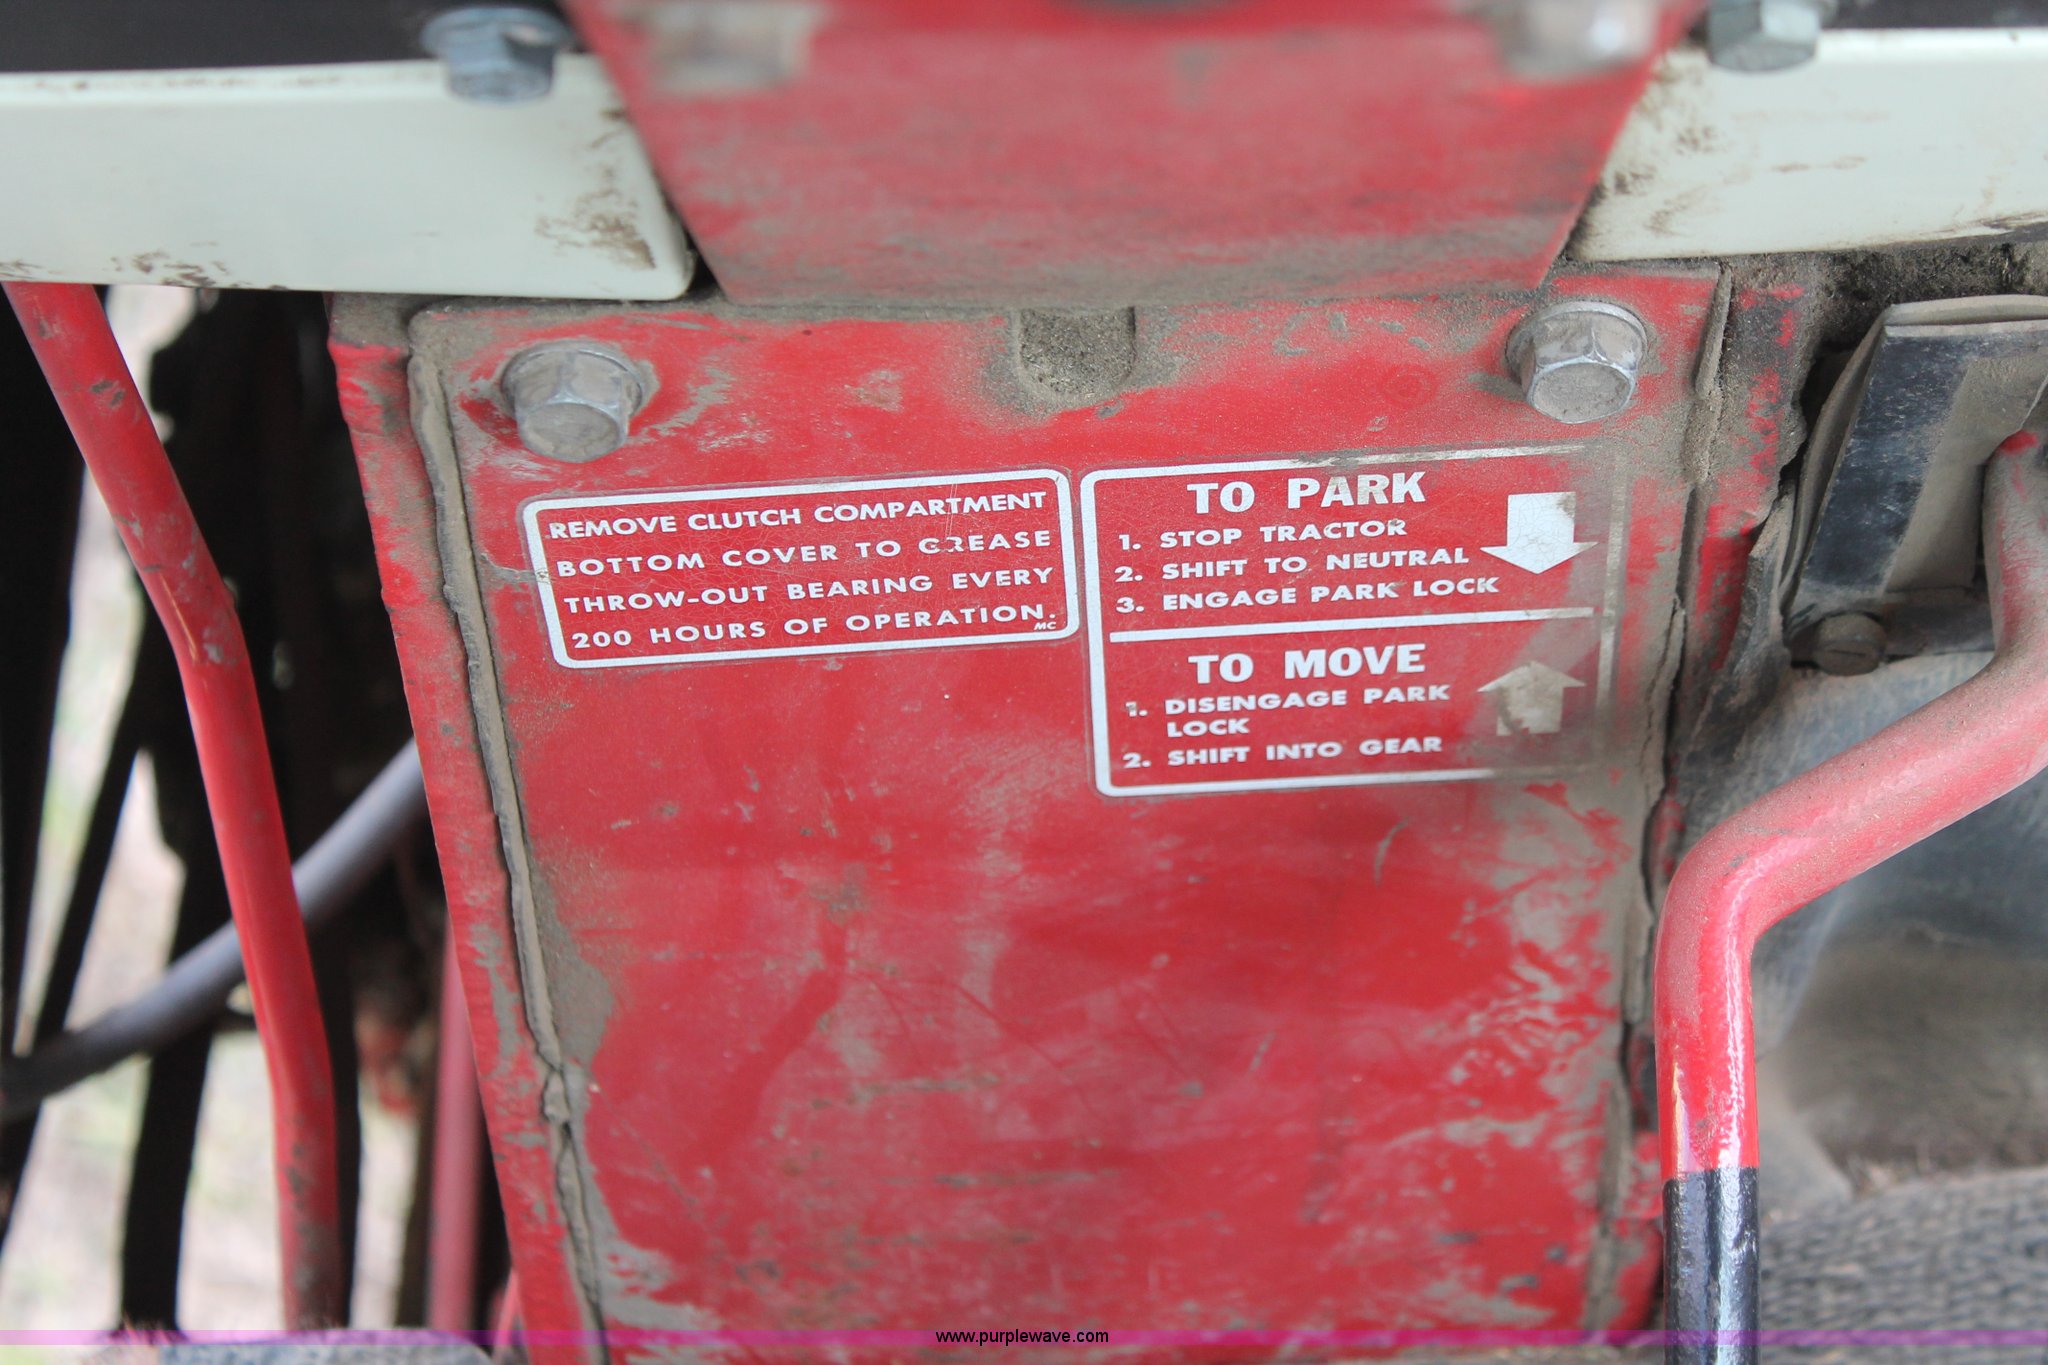 REMOVE CLUTCH COMPARTMENT
BOTTOM COVER TO GREASE
THROW-OUT BEARING EVERY
200 HOURS OF OPERATION.
MC
TO PARK
1. STOP TRACTOR
2. SHIFT TO NEUTRAL
3. ENGAGE PARK LOCK
TO MOVE
1. DISENGAGE PARK
LOCK
2. SHIFT INTO GEAR
www.purplewave.com